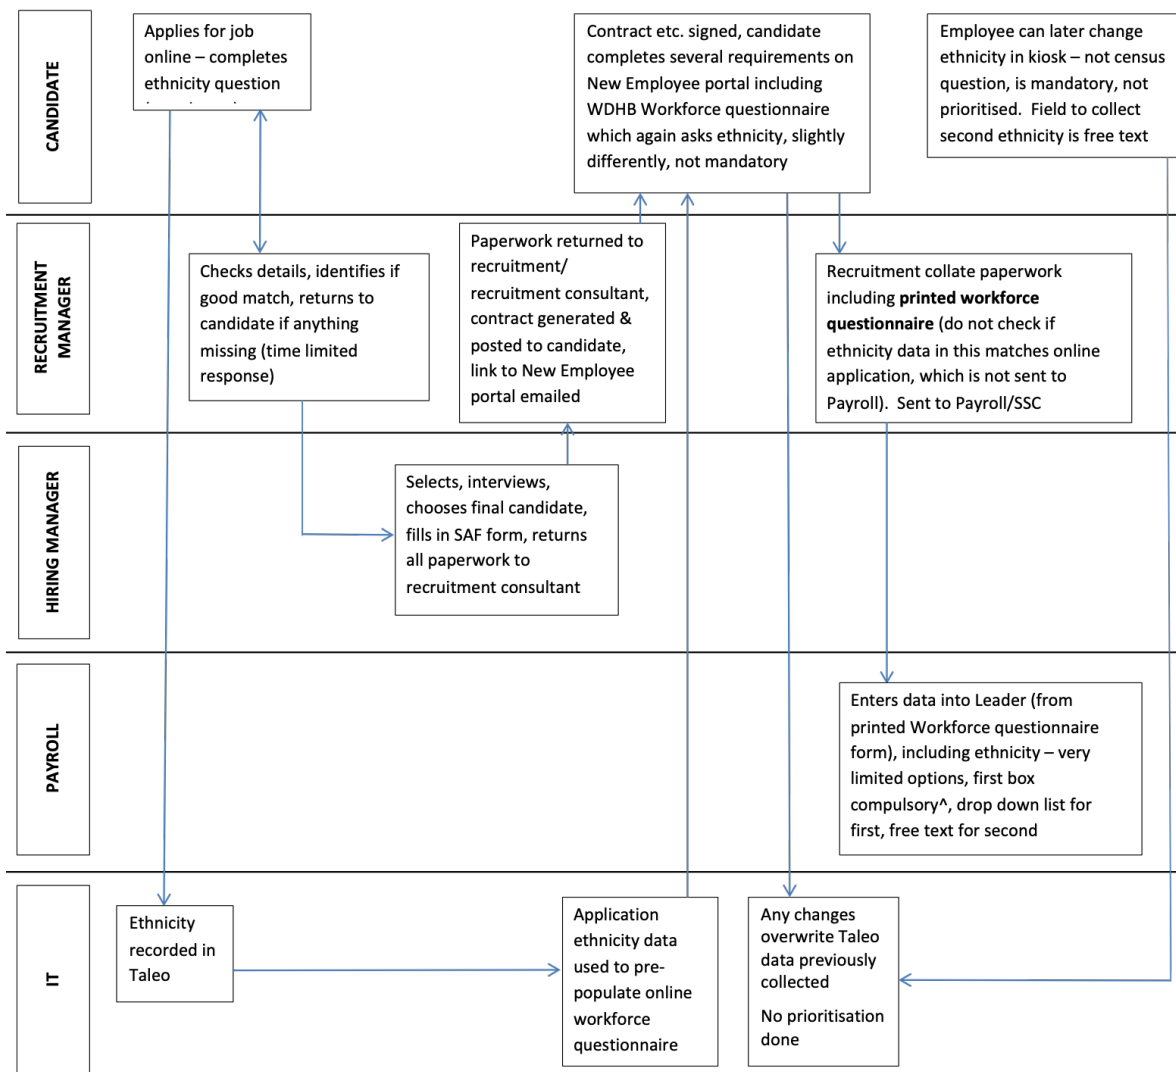 CANDIDATE
Applies for job
online – completes
ethnicity question
Contract etc. signed, candidate
completes several requirements on
New Employee portal including
WDHB Workforce questionnaire
which again asks ethnicity, slightly
differently, not mandatory
Employee can later change
ethnicity in kiosk – not census
question, is mandatory, not
prioritised.  Field to collect
second ethnicity is free text
RECRUITMENT
MANAGER
Checks details, identifies if
good match, returns to
candidate if anything
missing (time limited
response)
Paperwork returned to
recruitment/
recruitment consultant,
contract generated &
posted to candidate,
link to New Employee
portal emailed
Recruitment collate paperwork
including printed workforce
questionnaire (do not check if
ethnicity data in this matches online
application, which is not sent to
Payroll).  Sent to Payroll/SSC
HIRING MANAGER
Selects, interviews,
chooses final candidate,
fills in SAF form, returns
all paperwork to
recruitment consultant
PAYROLL
Enters data into Leader (from
printed Workforce questionnaire
form), including ethnicity – very
limited options, first box
compulsory^, drop down list for
first, free text for second
IT
Ethnicity
recorded in
Taleo
Application
ethnicity data
used to pre-
populate online
workforce
questionnaire
Any changes
overwrite Taleo
data previously
collected
No prioritisation
done